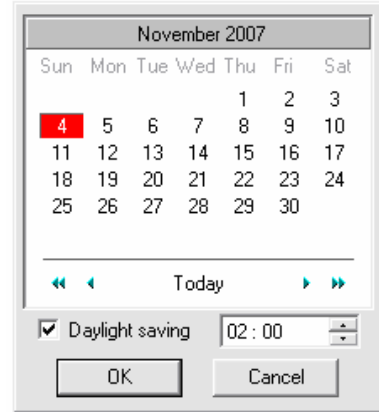 November 2007
Sun Mon Tue Wed Thu Fri Sat
1 2 3
4 5 6 7 8 9 10
11 12 13 14 15 16 17
18 19 20 21 22 23 24
25 26 27 28 29 30
Today
Daylight saving 02 : 00
OK Cancel